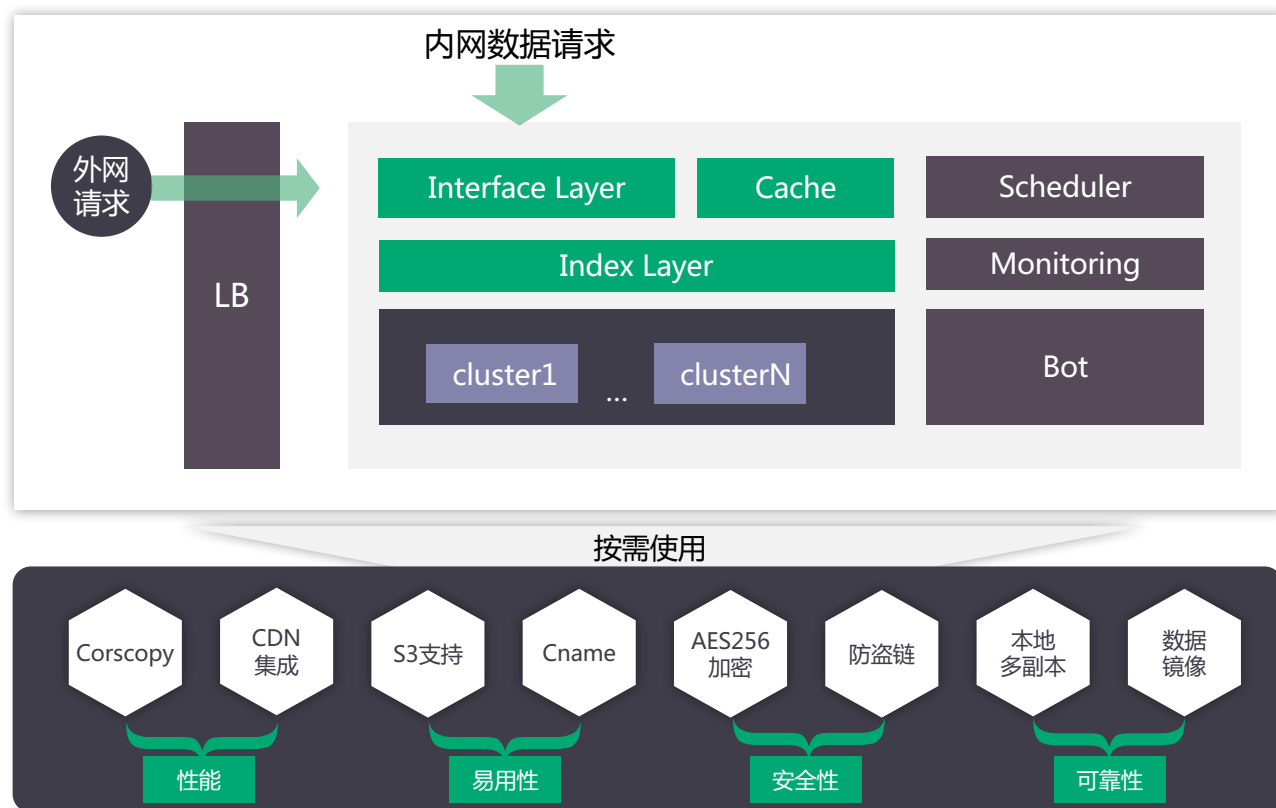 内网数据请求
外网
请求
LB
Interface Layer
Cache
Scheduler
Index Layer
Monitoring
cluster1
...
clusterN
Bot
按需使用
Corscopy
CDN
集成
S3支持
Cname
AES256
加密
防盗链
本地
多副本
数据
镜像
性能
易用性
安全性
可靠性